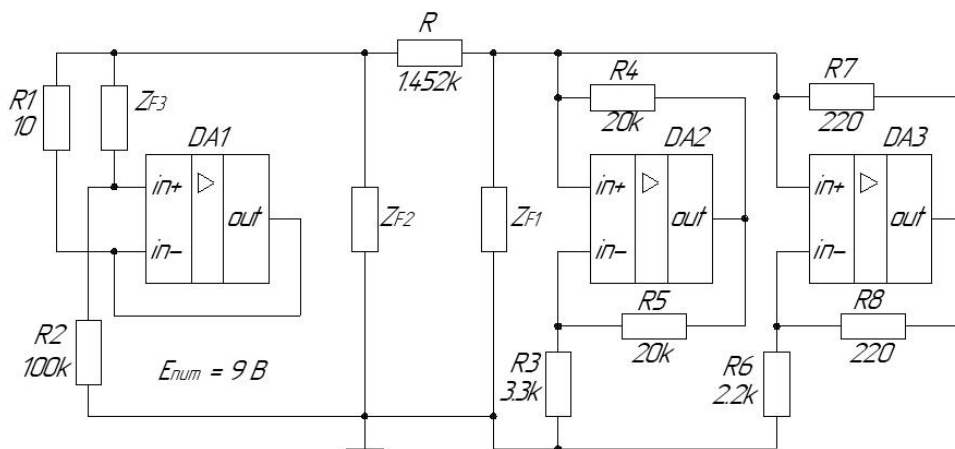 R
1.452k
R1
10
ZF3
DA1
in+
in-
out
R2
100k
Eпит = 9 В
ZF2
ZF1
R4
20k
DA2
in+
in-
out
R5
20k
R3
3.3k
R7
220
DA3
in+
in-
out
R8
220
R6
2.2k